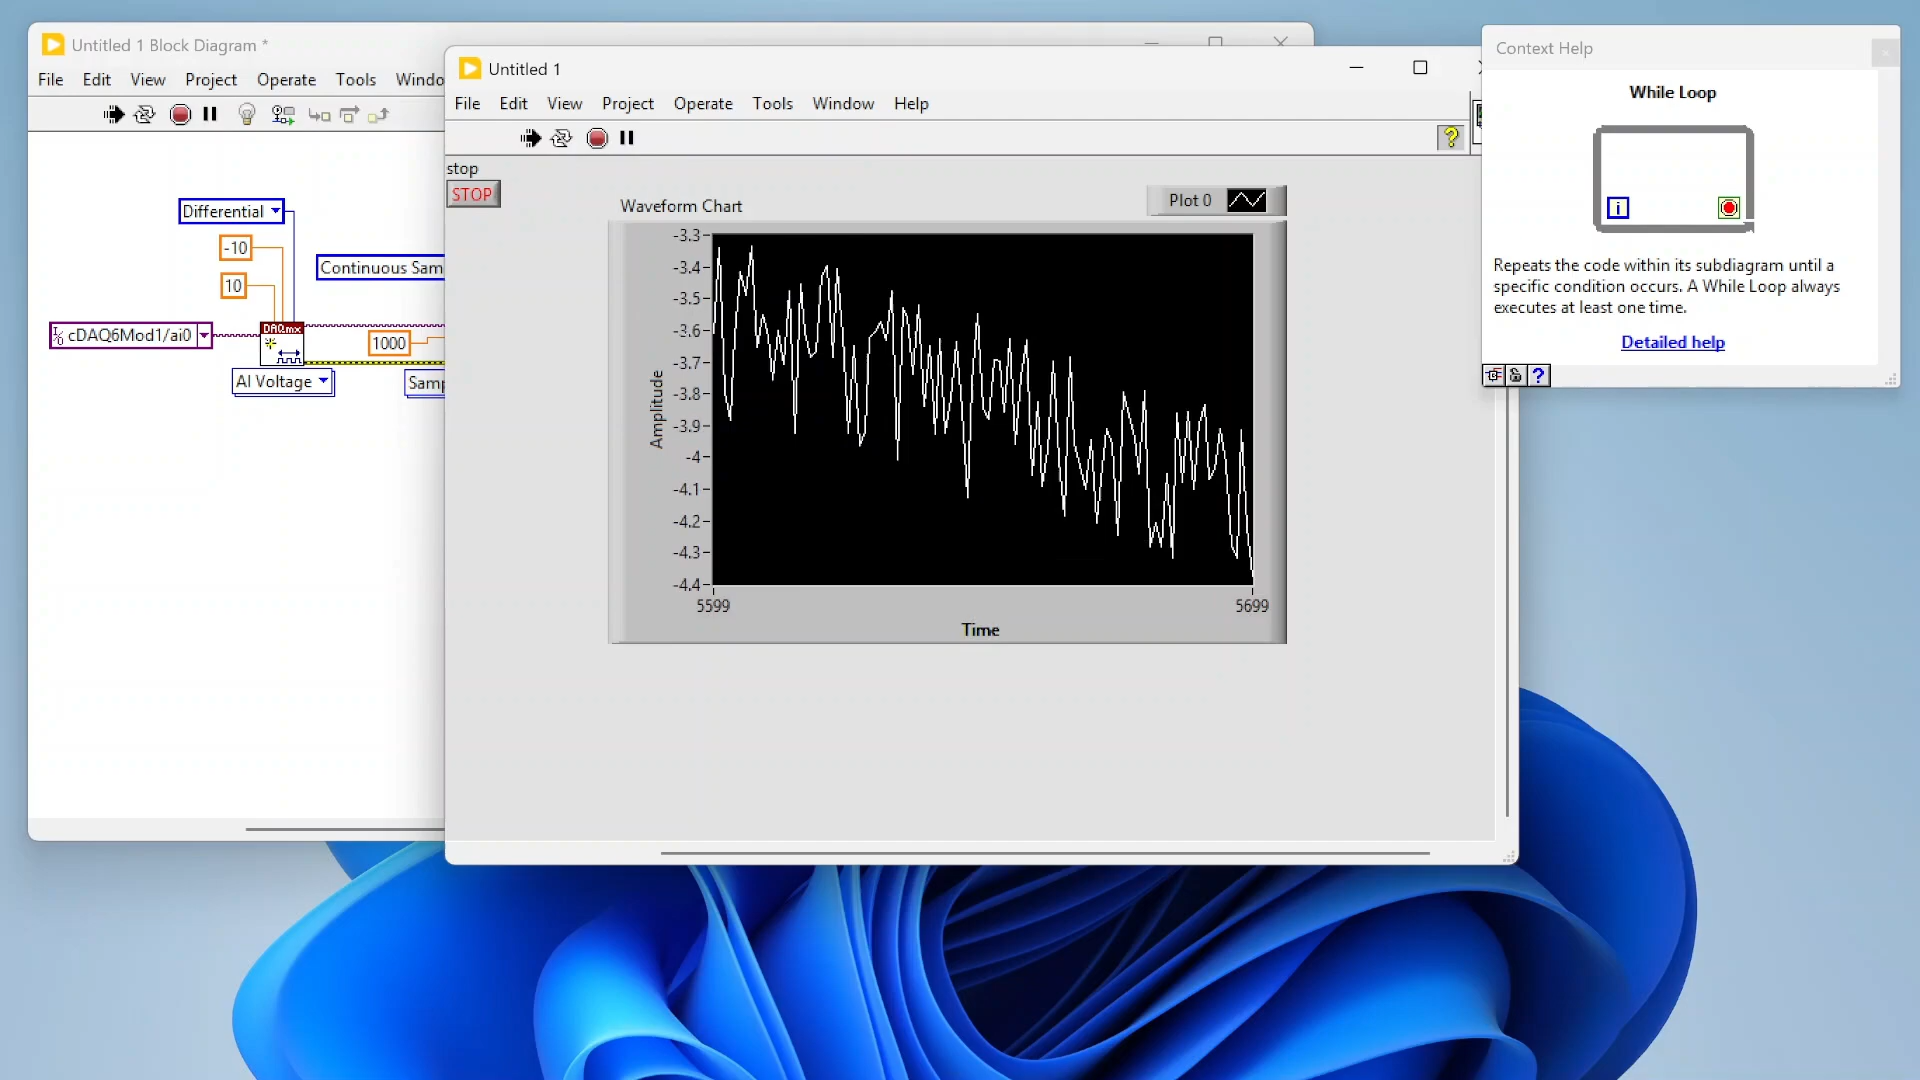 Untitled 1 Block Diagram *
File Edit View Project Operate Tools Windo
Differential
-10
10
Continuous Sam
cDAQ6Mod1/ai0
DAQmx
1000
AI Voltage
Samp
Untitled 1
File Edit View Project Operate Tools Window Help
?
stop
STOP
Waveform Chart
Plot 0
Amplitude
-3.3
-3.4
-3.5
-3.6
-3.7
-3.8
-3.9
-4
-4.1
-4.2
-4.3
-4.4
5599
5699
Time
Context Help
While Loop
i
Repeats the code within its subdiagram until a
specific condition occurs. A While Loop always
executes at least one time.
Detailed help
?